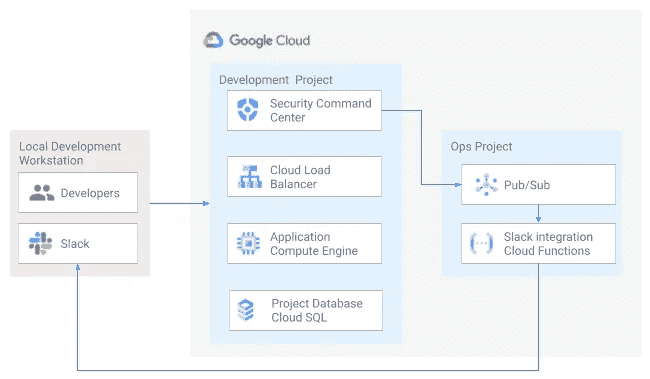 Google Cloud
Development Project
Security Command
Center
Cloud Load
Balancer
Application
Compute Engine
Project Database
Cloud SQL
Local Development
Workstation
Developers
Slack
Ops Project
Pub/Sub
Slack integration
Cloud Functions